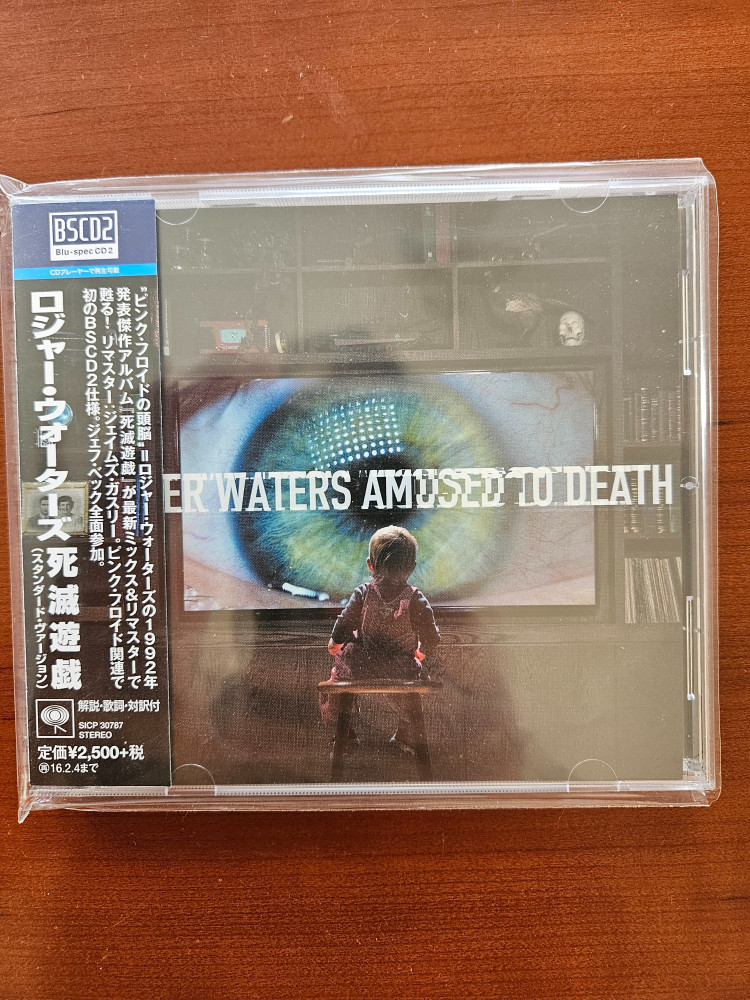 BSCD2
Blu-spec CD2
CDプレーヤーで再生可能
"ピンク・フロイドの頭脳"=ロジャー・ウォーターズの1992年
発表傑作アルバム『死滅遊戯』が最新ミックス&リマスターで
甦る!リマスター:ジェイムズ・ガスリー。ピンク・フロイド関連で
初のBSCD2仕様。ジェフ・ベック全面参加。
ロジャー・ウォーターズ 死滅遊戯
(スタンダード・ヴァージョン)
解説・歌詞・対訳付
SICP 30787
STEREO
定価¥2,500+税
再16.2.4まで
ER WATERS AMUSED TO DEATH